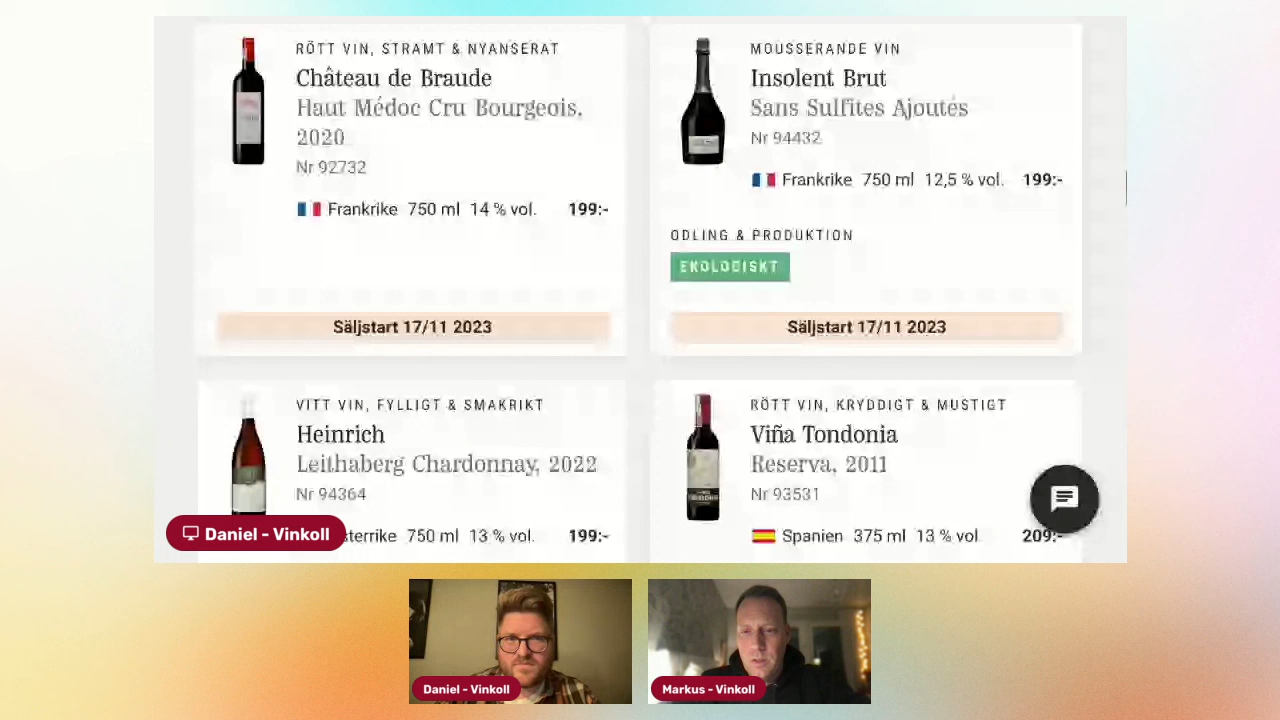 RÖTT VIN, STRAMT & NYANSERAT
Château de Braude
Haut Médoc Cru Bourgeois,
2020
Nr 92732
Frankrike 750 ml 14 % vol. 199:-
Säljstart 17/11 2023
MOUSSERANDE VIN
Insolent Brut
Sans Sulfites Ajoutés
Nr 94432
Frankrike 750 ml 12,5 % vol. 199:-
ODLING & PRODUKTION
EKOLOGISKT
Säljstart 17/11 2023
VITT VIN, FYLLIGT & SMAKRIKT
Heinrich
Leithaberg Chardonnay, 2022
Nr 94364
sterrike 750 ml 13 % vol. 199:-
RÖTT VIN, KRYDDIGT & MUSTIGT
Viña Tondonia
Reserva, 2011
Nr 93531
Spanien 375 ml 13 % vol. 209:-
Daniel - Vinkoll
Daniel - Vinkoll
Markus - Vinkoll